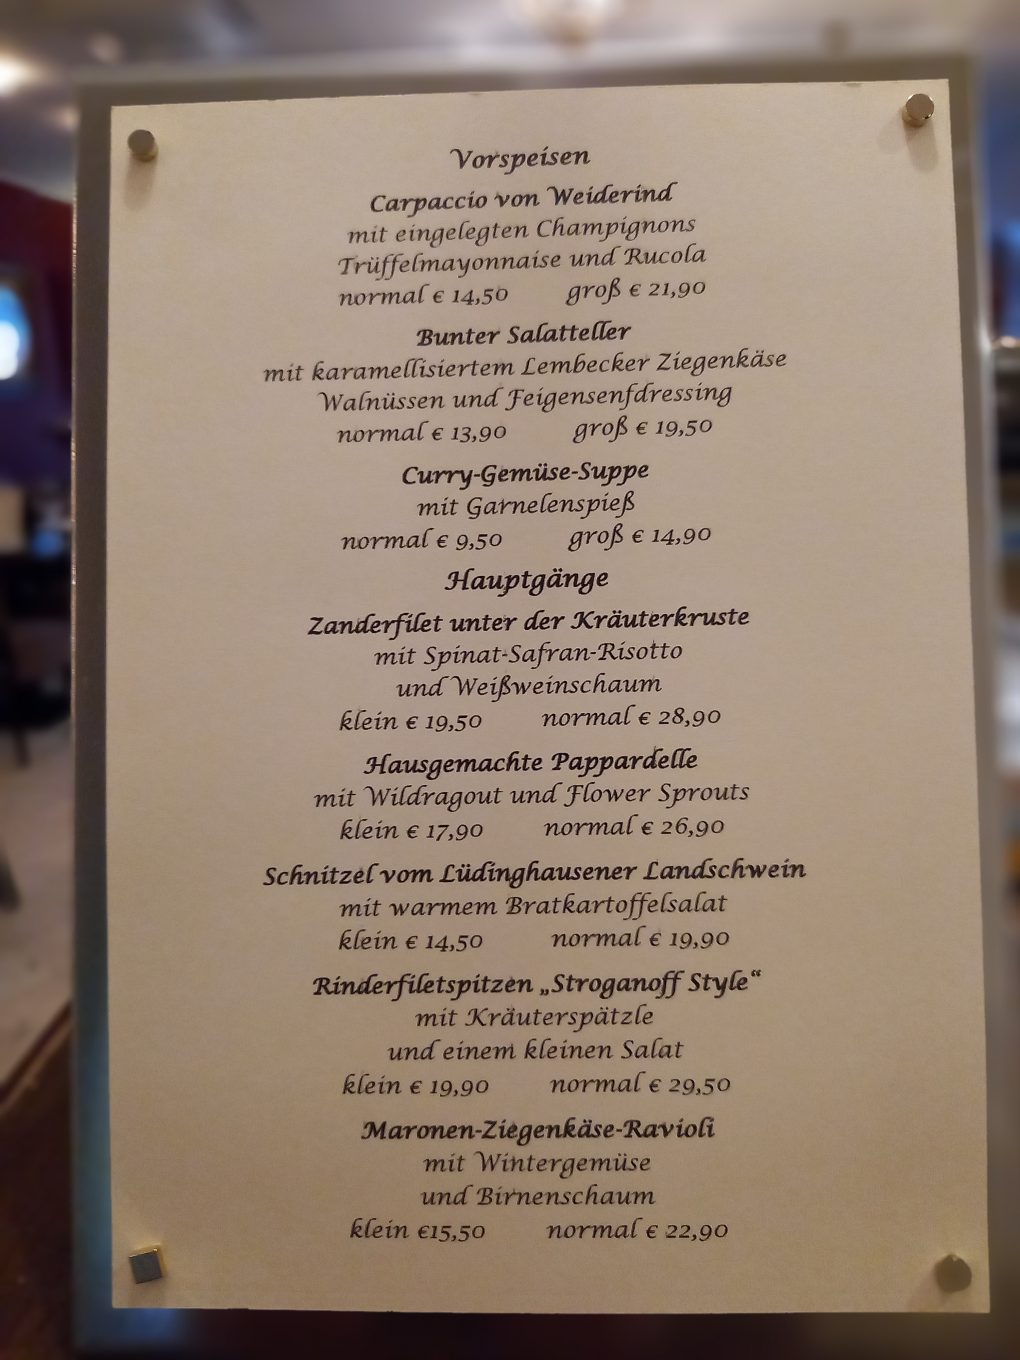 Vorspeisen
Carpaccio von Weiderind
mit eingelegten Champignons
Trüffelmayonnaise und Rucola
normal € 14,50 groß € 21,90
Bunter Salatteller
mit karamellisiertem Lembecker Ziegenkäse
Walnüssen und Feigensenfdressing
normal € 13,90 groß € 19,50
Curry-Gemüse-Suppe
mit Garnelenspieß
normal € 9,50 groß € 14,90
Hauptgänge
Zanderfilet unter der Kräuterkruste
mit Spinat-Safran-Risotto
und Weißweinschaum
klein € 19,50 normal € 28,90
Hausgemachte Pappardelle
mit Wildragout und Flower Sprouts
klein € 17,90 normal € 26,90
Schnitzel vom Lüdinghausener Landschwein
mit warmem Bratkartoffelsalat
klein € 14,50 normal € 19,90
Rinderfiletspitzen „Stroganoff Style“
mit Kräuterspätzle
und einem kleinen Salat
klein € 19,90 normal € 29,50
Maronen-Ziegenkäse-Ravioli
mit Wintergemüse
und Birnenschaum
klein €15,50 normal € 22,90